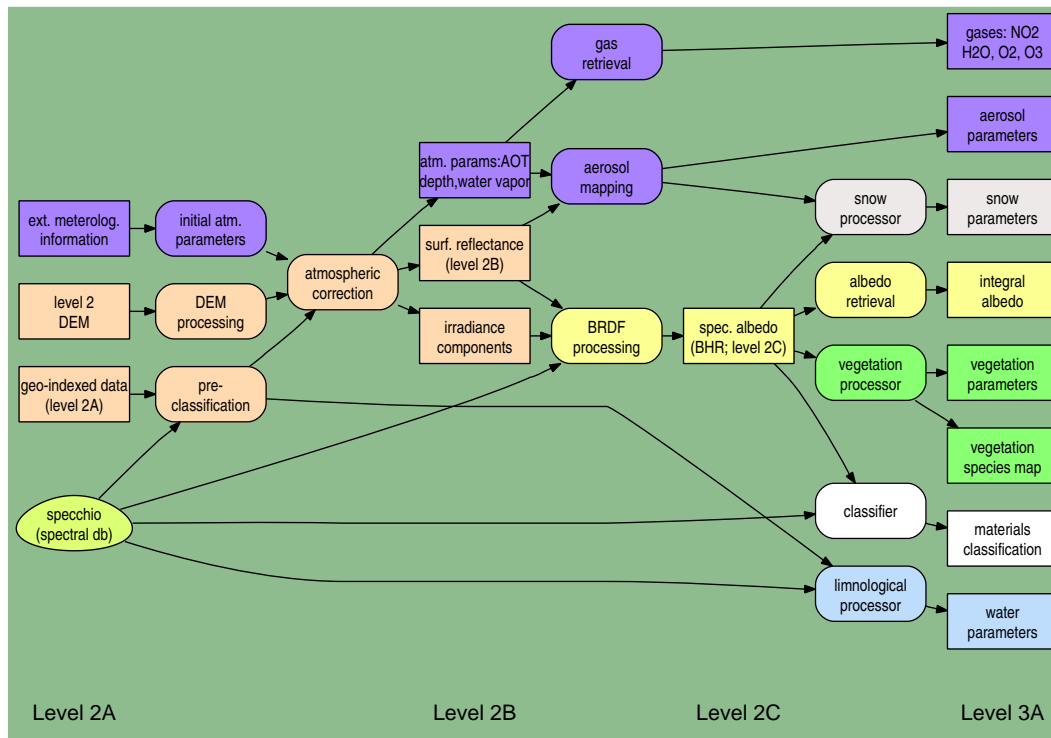 gas
retrieval
gases: NO2
H2O, O2, O3
atm. params:AOT
depth,water vapor
aerosol
mapping
aerosol
parameters
ext. meterolog.
information
initial atm.
parameters
snow
processor
snow
parameters
surf. reflectance
(level 2B)
atmospheric
correction
level 2
DEM
DEM
processing
albedo
retrieval
integral
albedo
irradiance
components
BRDF
processing
spec. albedo
(BHR; level 2C)
geo-indexed data
(level 2A)
pre-
classification
vegetation
processor
vegetation
parameters
vegetation
species map
specchio
(spectral db)
classifier
materials
classification
limnological
processor
water
parameters
Level 2A
Level 2B
Level 2C
Level 3A